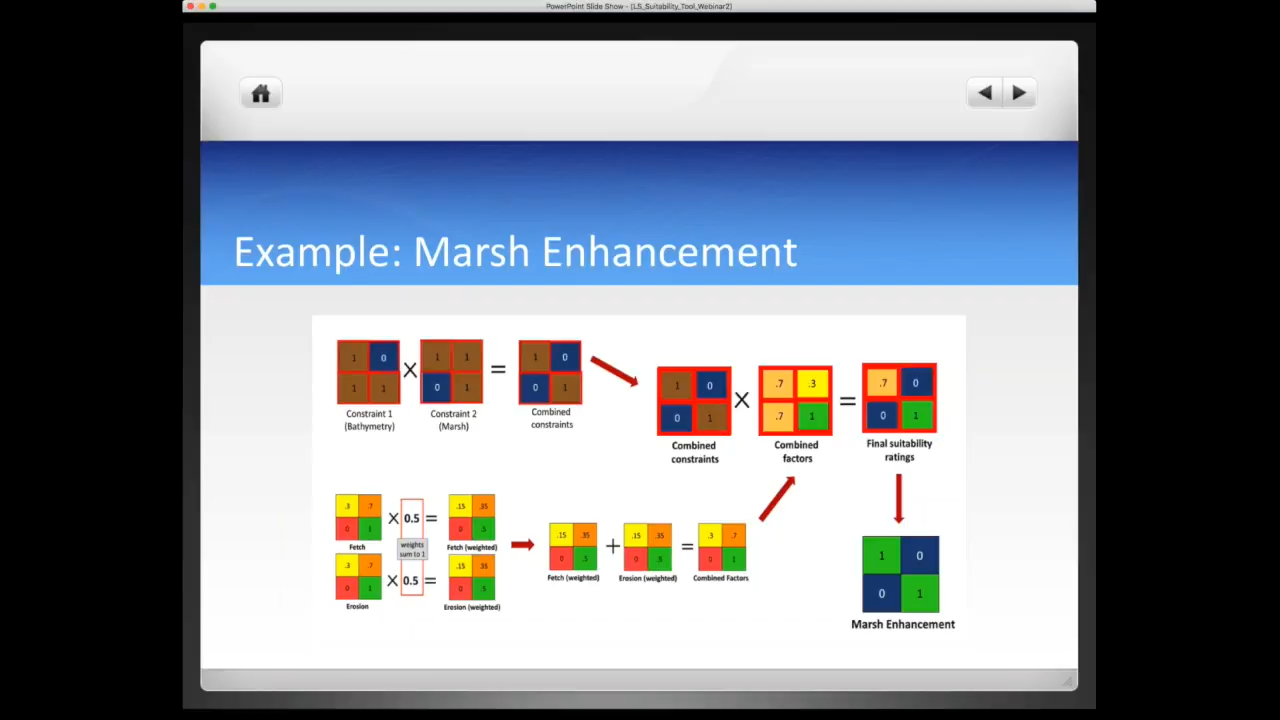 PowerPoint Slide Show - [LS_Suitability_Tool_Webinar2]
Example: Marsh Enhancement
1 0 X 1 1 = 1 0
1 1 0 1 0 1
Constraint 1
(Bathymetry)
Constraint 2
(Marsh)
Combined
constraints
1 0 X .7 .3 = .7 0
0 1 .7 1 0 1
Combined
constraints
Combined
factors
Final suitability
ratings
.3 .7 X 0.5 = .15 .35
0 1 0 .5
Fetch
weights
sum to 1
Fetch (weighted)
.3 .7 X 0.5 = .15 .35
0 1 0 .5
Erosion
Erosion (weighted)
.15 .35 + .15 .35 = .3 .7
0 .5 0 .5 0 1
Fetch (weighted)
Erosion (weighted)
Combined Factors
1 0
0 1
Marsh Enhancement